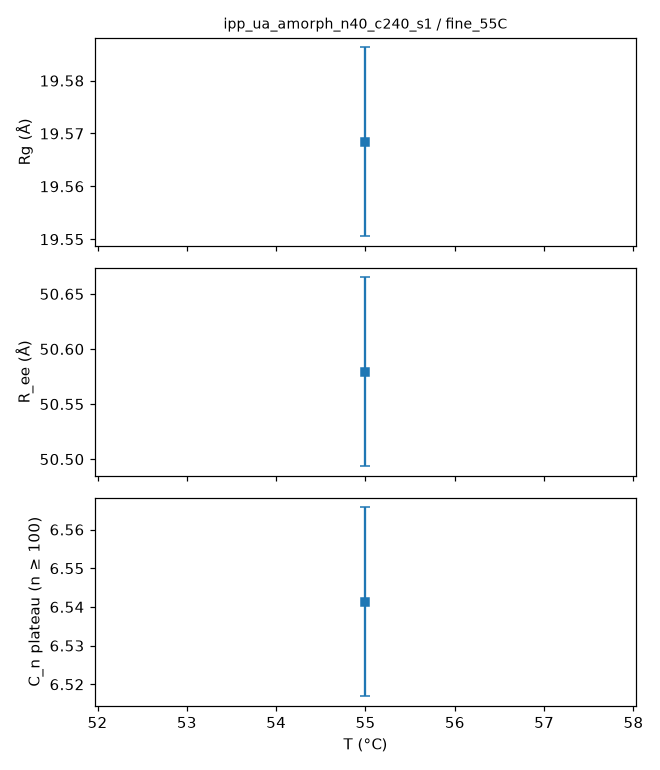 ipp_ua_amorph_n40_c240_s1 / fine_55C
Rg (Å)
19.58
19.57
19.56
19.55
R_ee (Å)
50.65
50.60
50.55
50.50
C_n plateau (n ≥ 100)
6.56
6.55
6.54
6.53
6.52
52 53 54 55 56 57 58
T (°C)